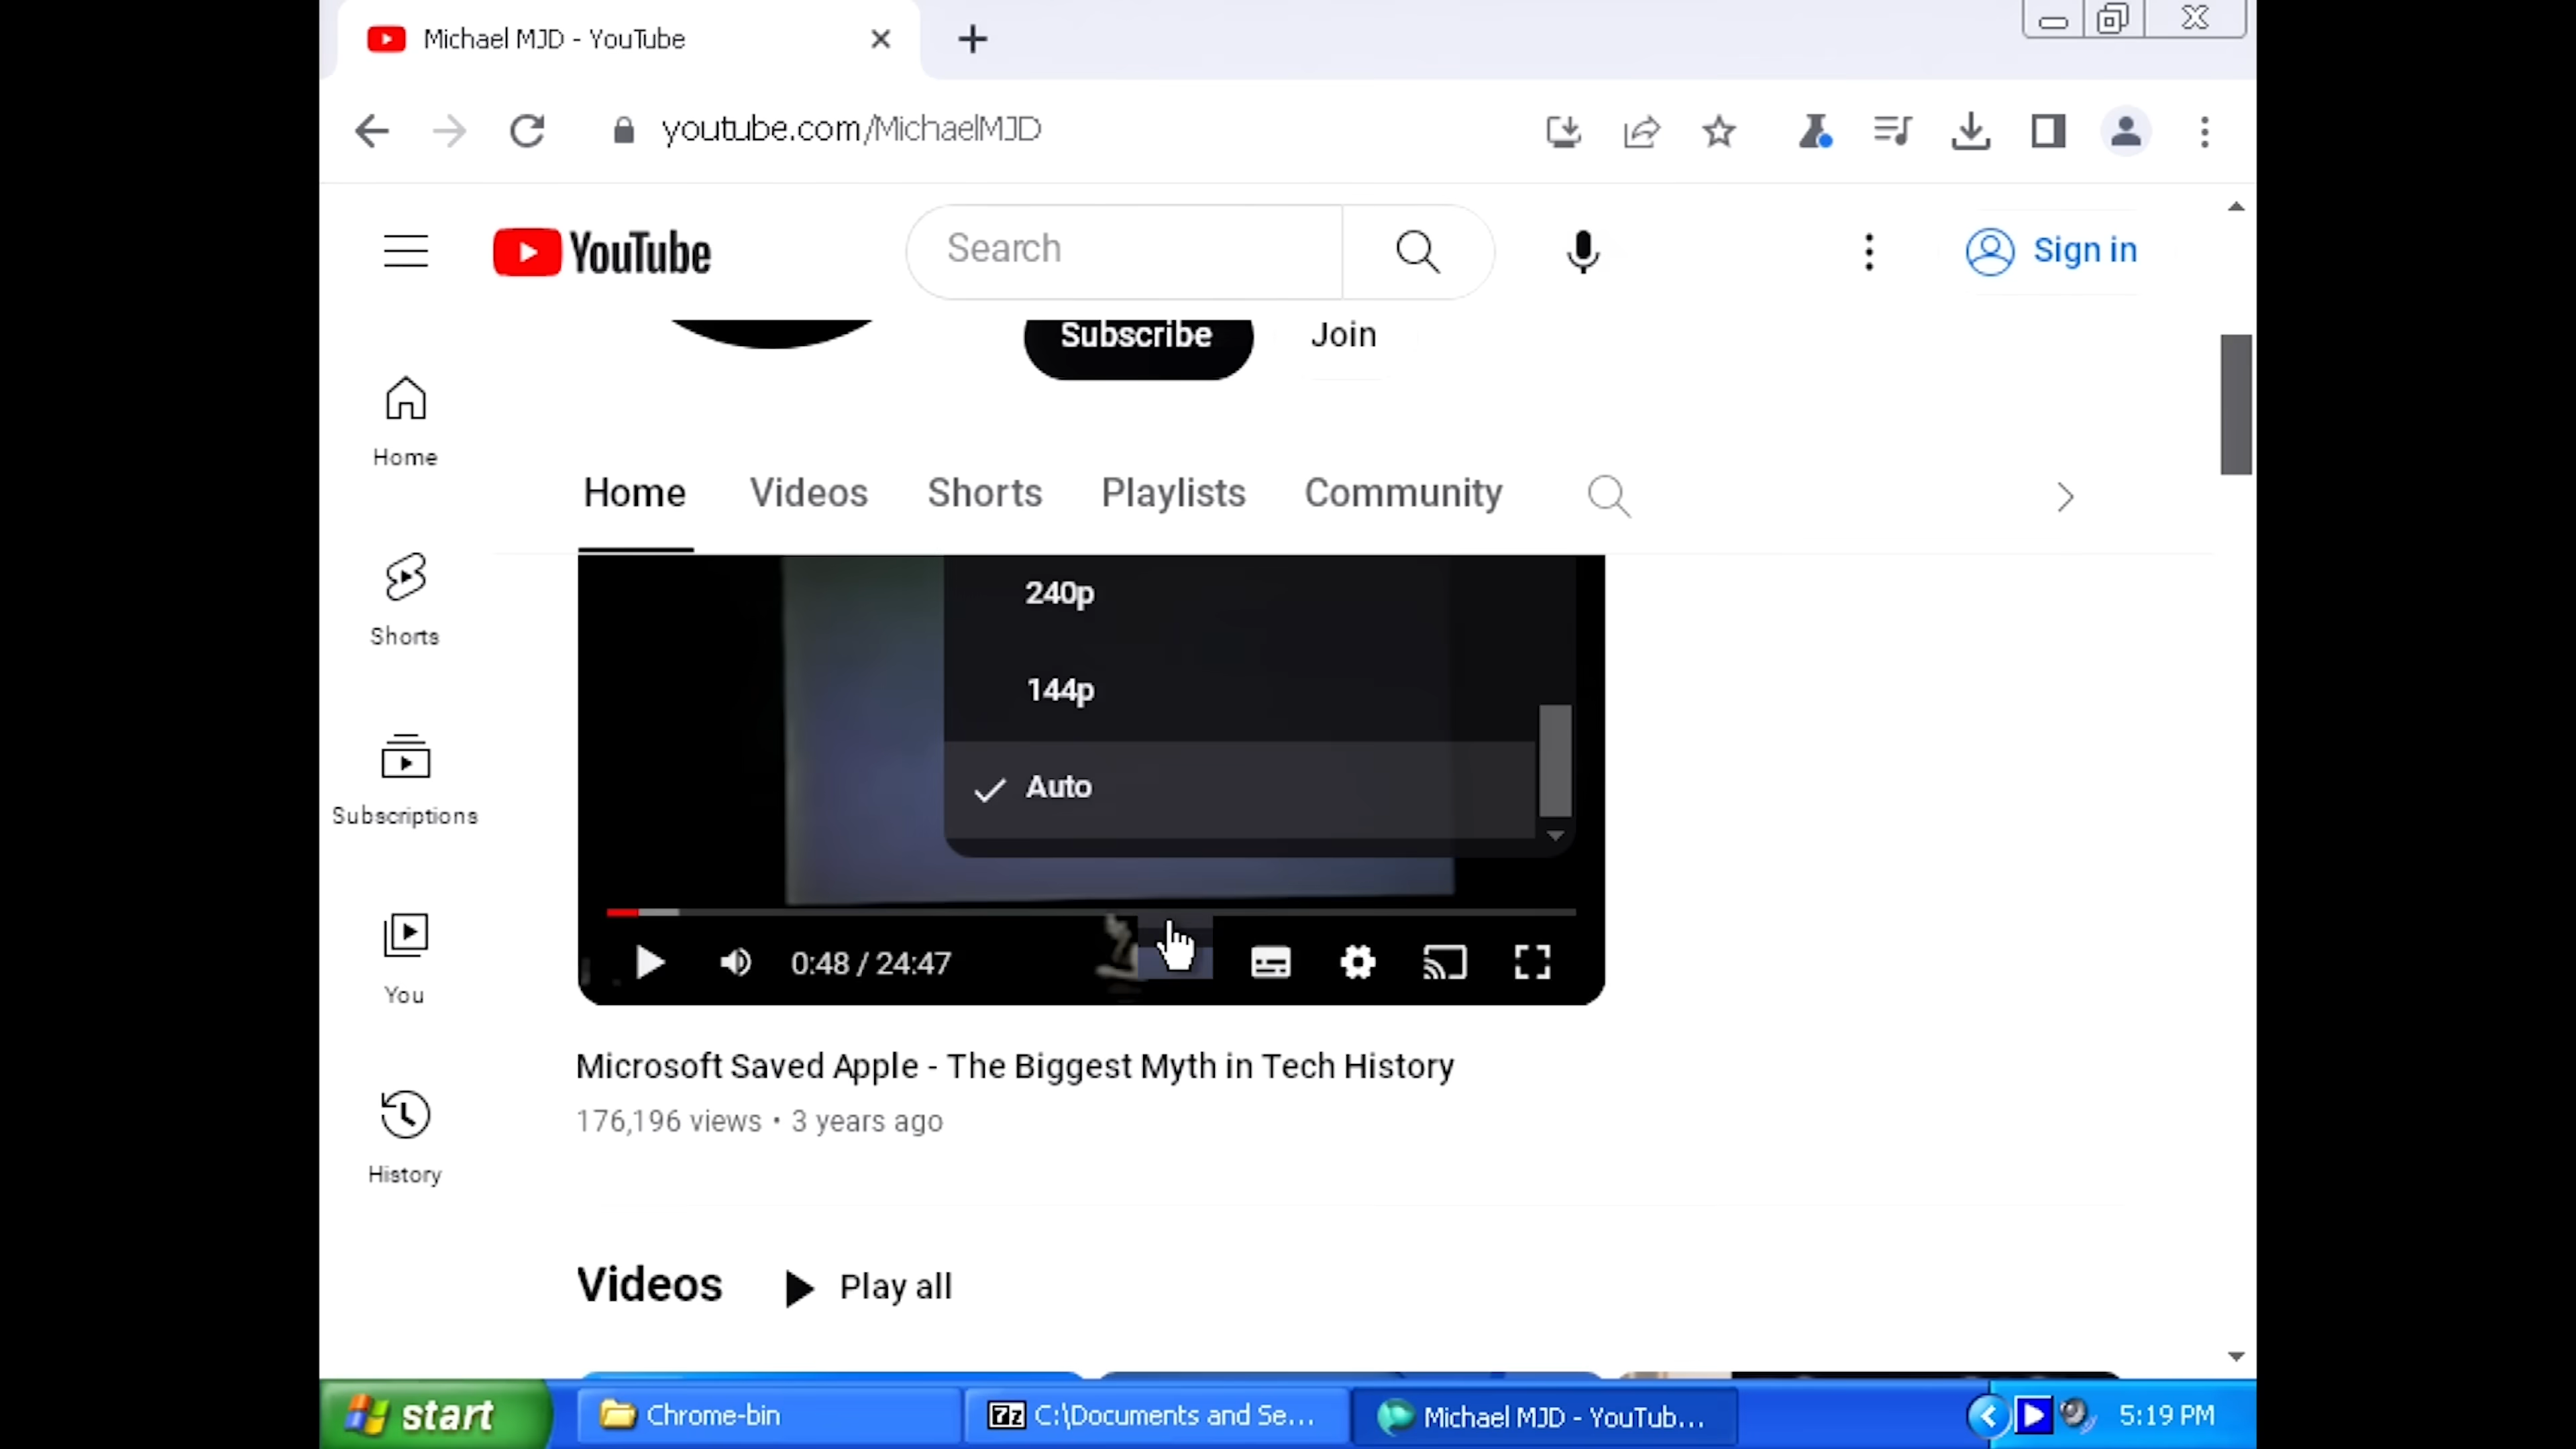 Michael MJD - YouTube
youtube.com/MichaelMJD
YouTube
Search
Sign in
Subscribe
Join
Home
Shorts
Subscriptions
You
History
Home
Videos
Shorts
Playlists
Community
240p
144p
Auto
0:48 / 24:47
Microsoft Saved Apple - The Biggest Myth in Tech History
176,196 views • 3 years ago
Videos
Play all
start
Chrome-bin
7z
C:\Documents and Se...
Michael MJD - YouTub...
5:19 PM